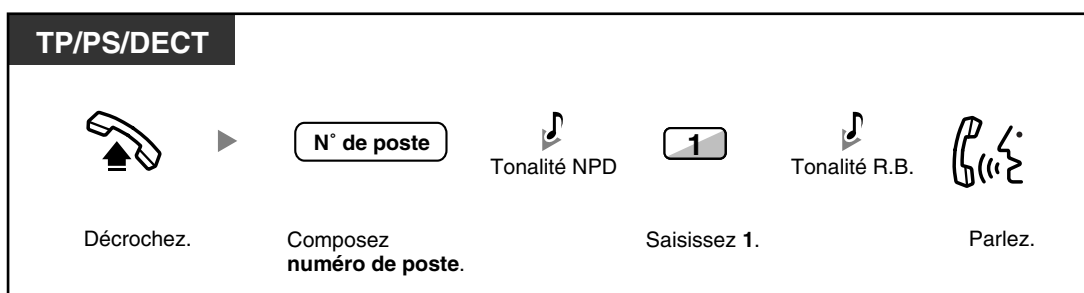 TP/PS/DECT
N° de poste
1
Tonalité NPD
Tonalité R.B.
Décrochez.
Composez
numéro de poste.
Saisissez 1.
Parlez.